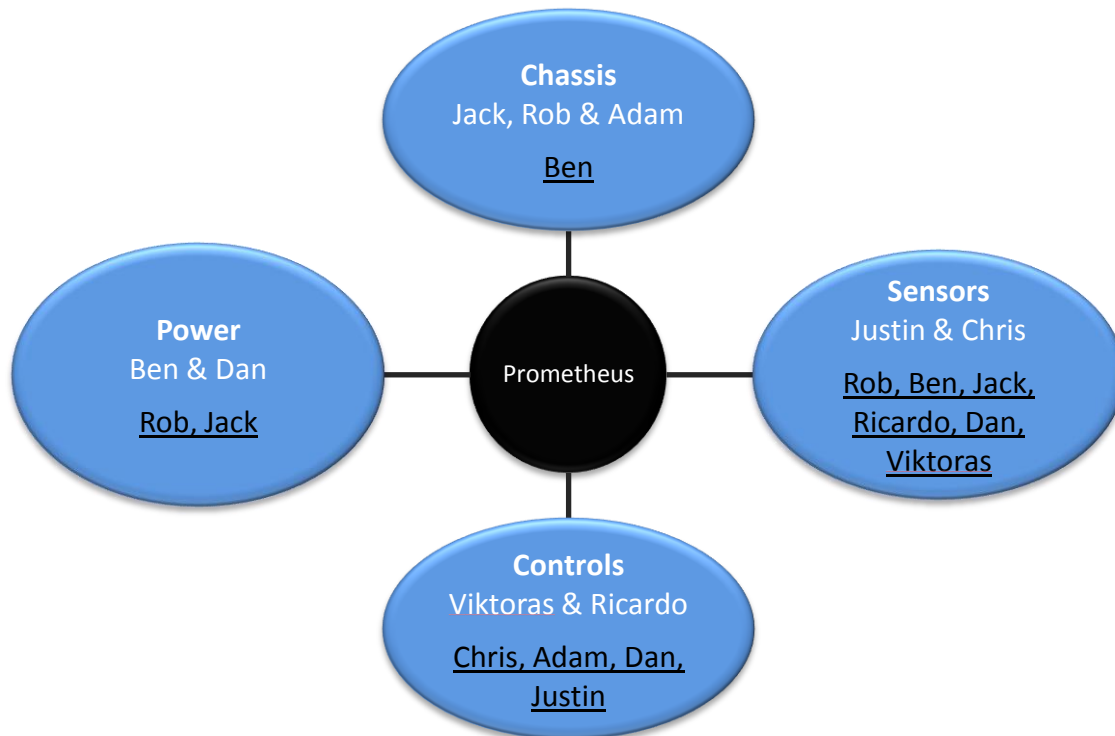 Chassis
Jack, Rob & Adam
Ben
Power
Ben & Dan
Rob, Jack
Prometheus
Sensors
Justin & Chris
Rob, Ben, Jack,
Ricardo, Dan,
Viktoras
Controls
Viktoras & Ricardo
Chris, Adam, Dan,
Justin